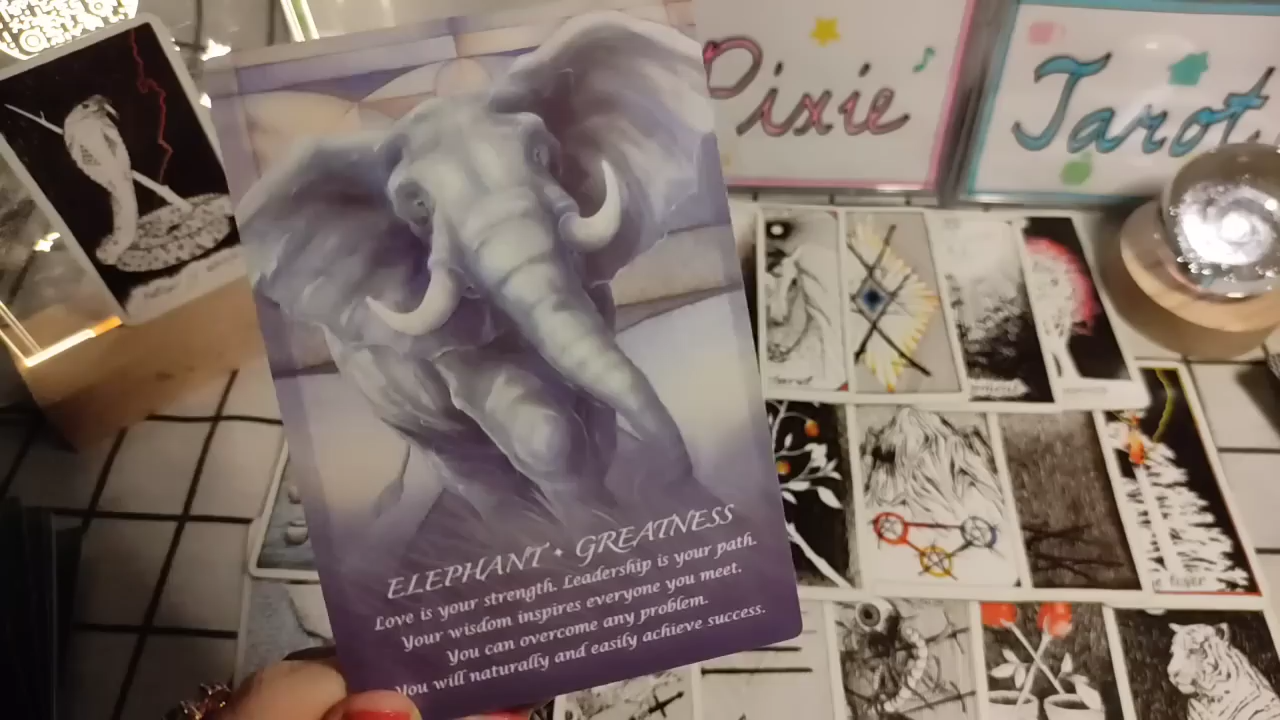 Pixie
Tarot
ELEPHANT • GREATNESS
Love is your strength. Leadership is your path.
Your wisdom inspires everyone you meet.
You can overcome any problem.
You will naturally and easily achieve success.